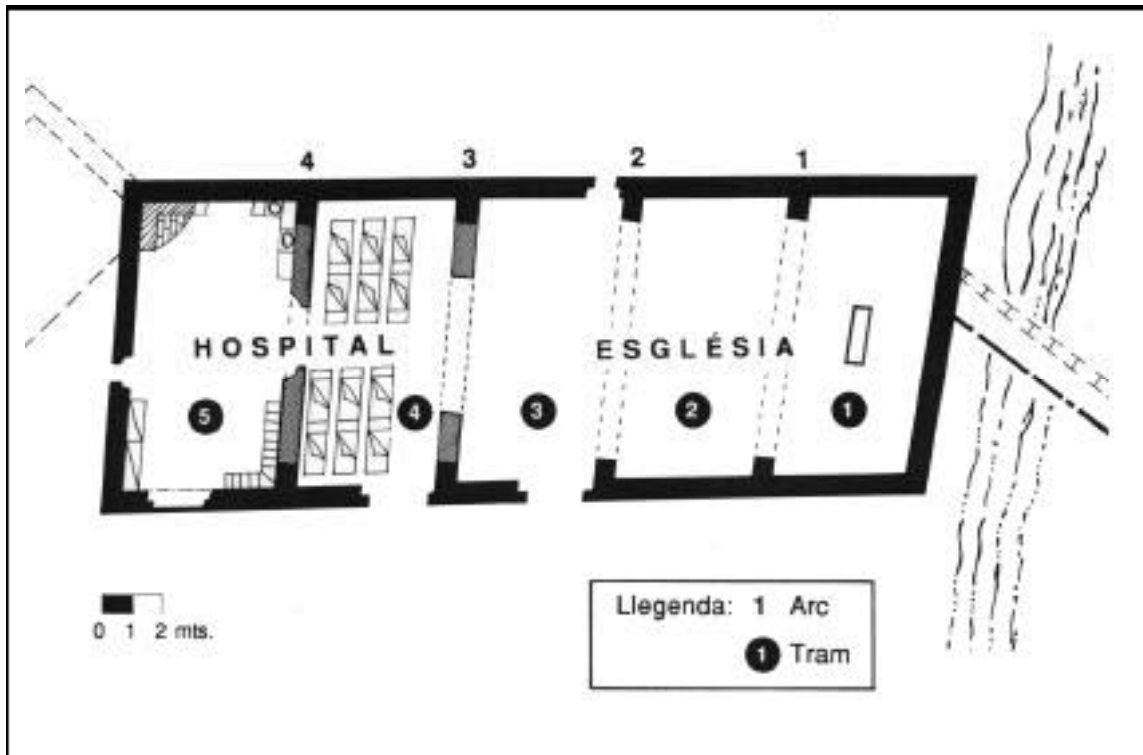 4 3 2 1
HOSPITAL ESGLÉSIA
5 4 3 2 1
0 1 2 mts.
Llegenda: 1 Arc
1 Tram